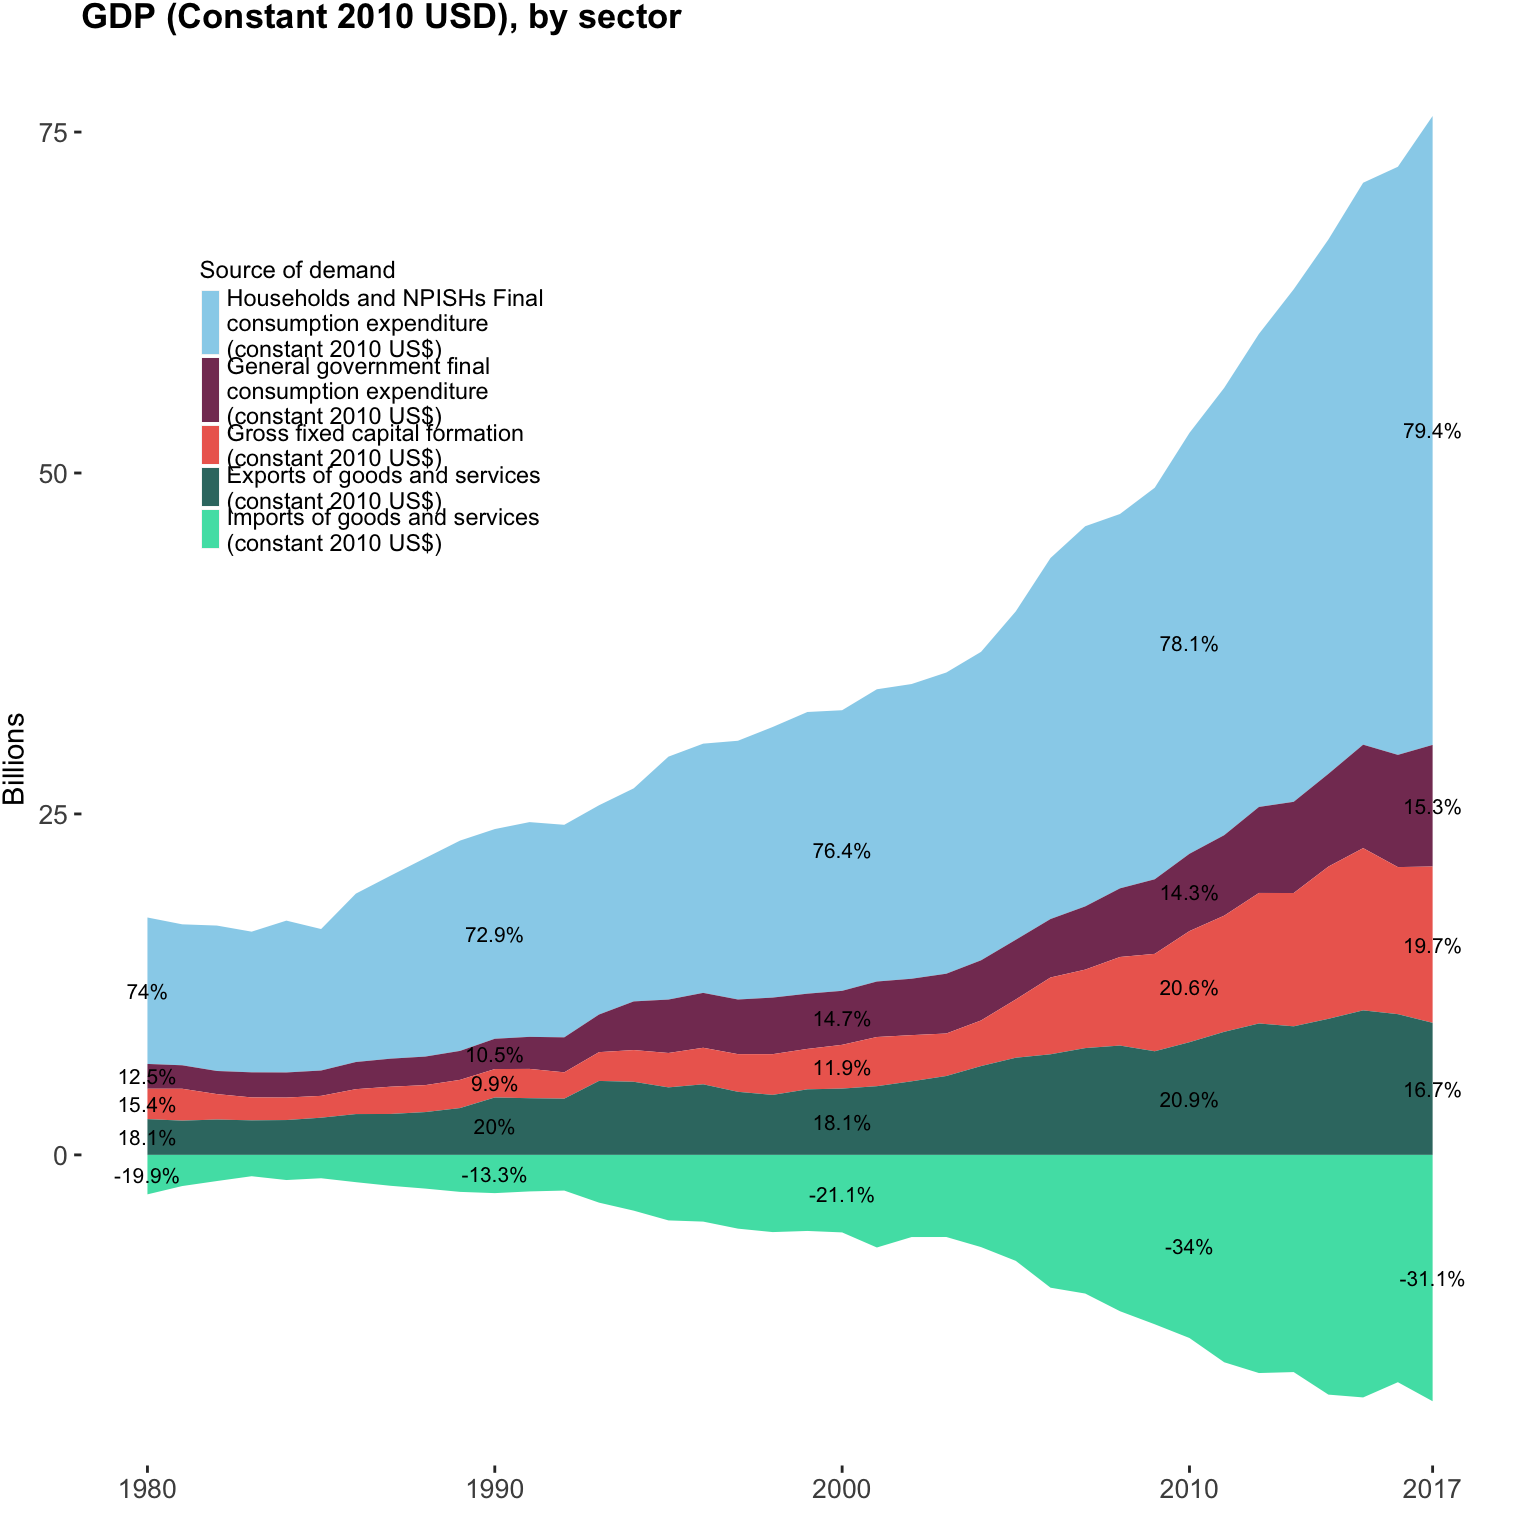 GDP (Constant 2010 USD), by sector
75
50
25
0
Billions
Source of demand
Households and NPISHs Final
consumption expenditure
(constant 2010 US$)
General government final
consumption expenditure
(constant 2010 US$)
Gross fixed capital formation
(constant 2010 US$)
Exports of goods and services
(constant 2010 US$)
Imports of goods and services
(constant 2010 US$)
74%
12.5%
15.4%
18.1%
-19.9%
72.9%
10.5%
9.9%
20%
-13.3%
76.4%
14.7%
11.9%
18.1%
-21.1%
78.1%
14.3%
20.6%
20.9%
-34%
79.4%
15.3%
19.7%
16.7%
-31.1%
1980
1990
2000
2010
2017